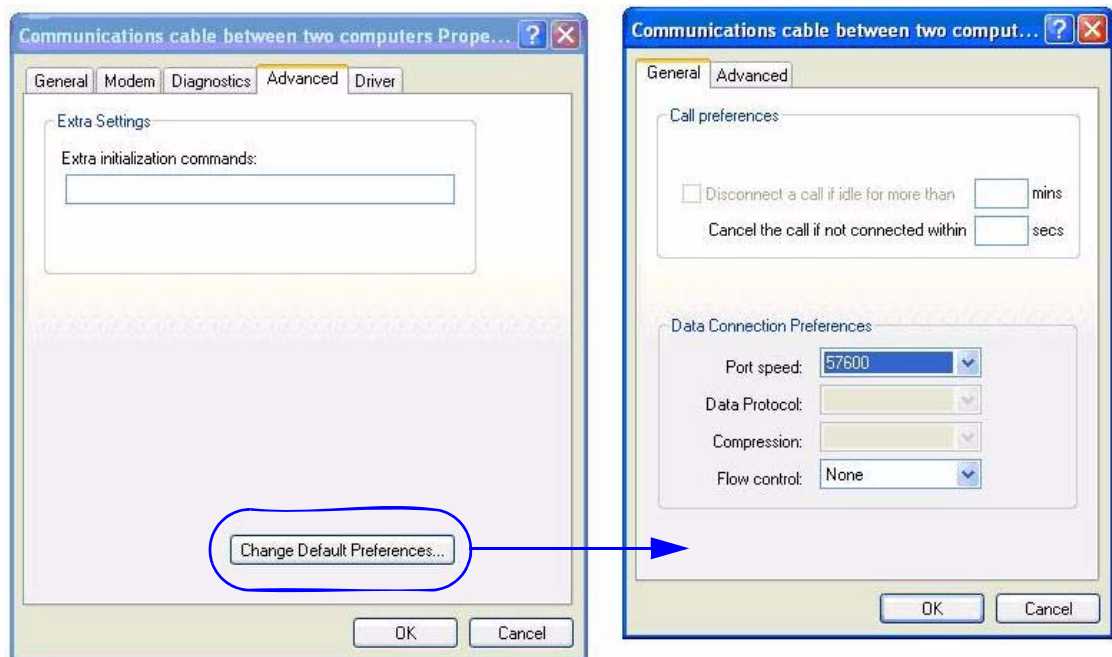 Communications cable between two computers Prope...
General Modem Diagnostics Advanced Driver
Extra Settings
Extra initialization commands:
Change Default Preferences...
OK Cancel
Communications cable between two comput...
General Advanced
Call preferences
Disconnect a call if idle for more than mins
Cancel the call if not connected within secs
Data Connection Preferences
Port speed: 57600
Data Protocol:
Compression:
Flow control: None
OK Cancel